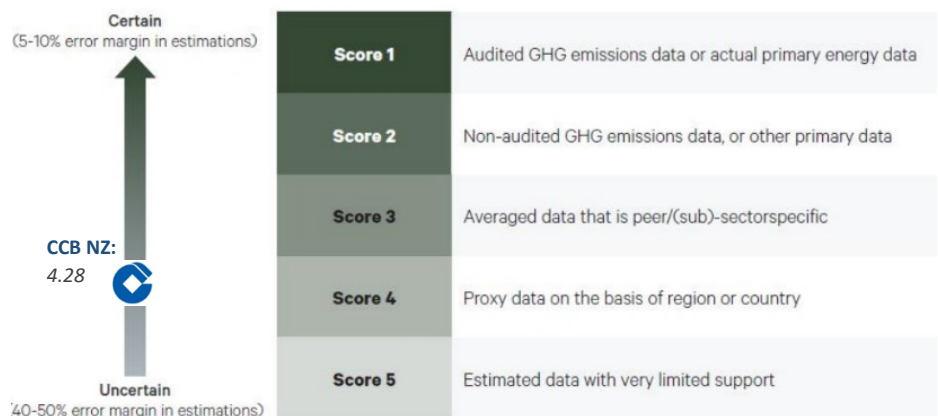 Certain
(5-10% error margin in estimations)
Score 1 Audited GHG emissions data or actual primary energy data
Score 2 Non-audited GHG emissions data, or other primary data
Score 3 Averaged data that is peer/(sub)-sectorspecific
CCB NZ:
4.28
Score 4 Proxy data on the basis of region or country
Score 5 Estimated data with very limited support
Uncertain
(40-50% error margin in estimations)